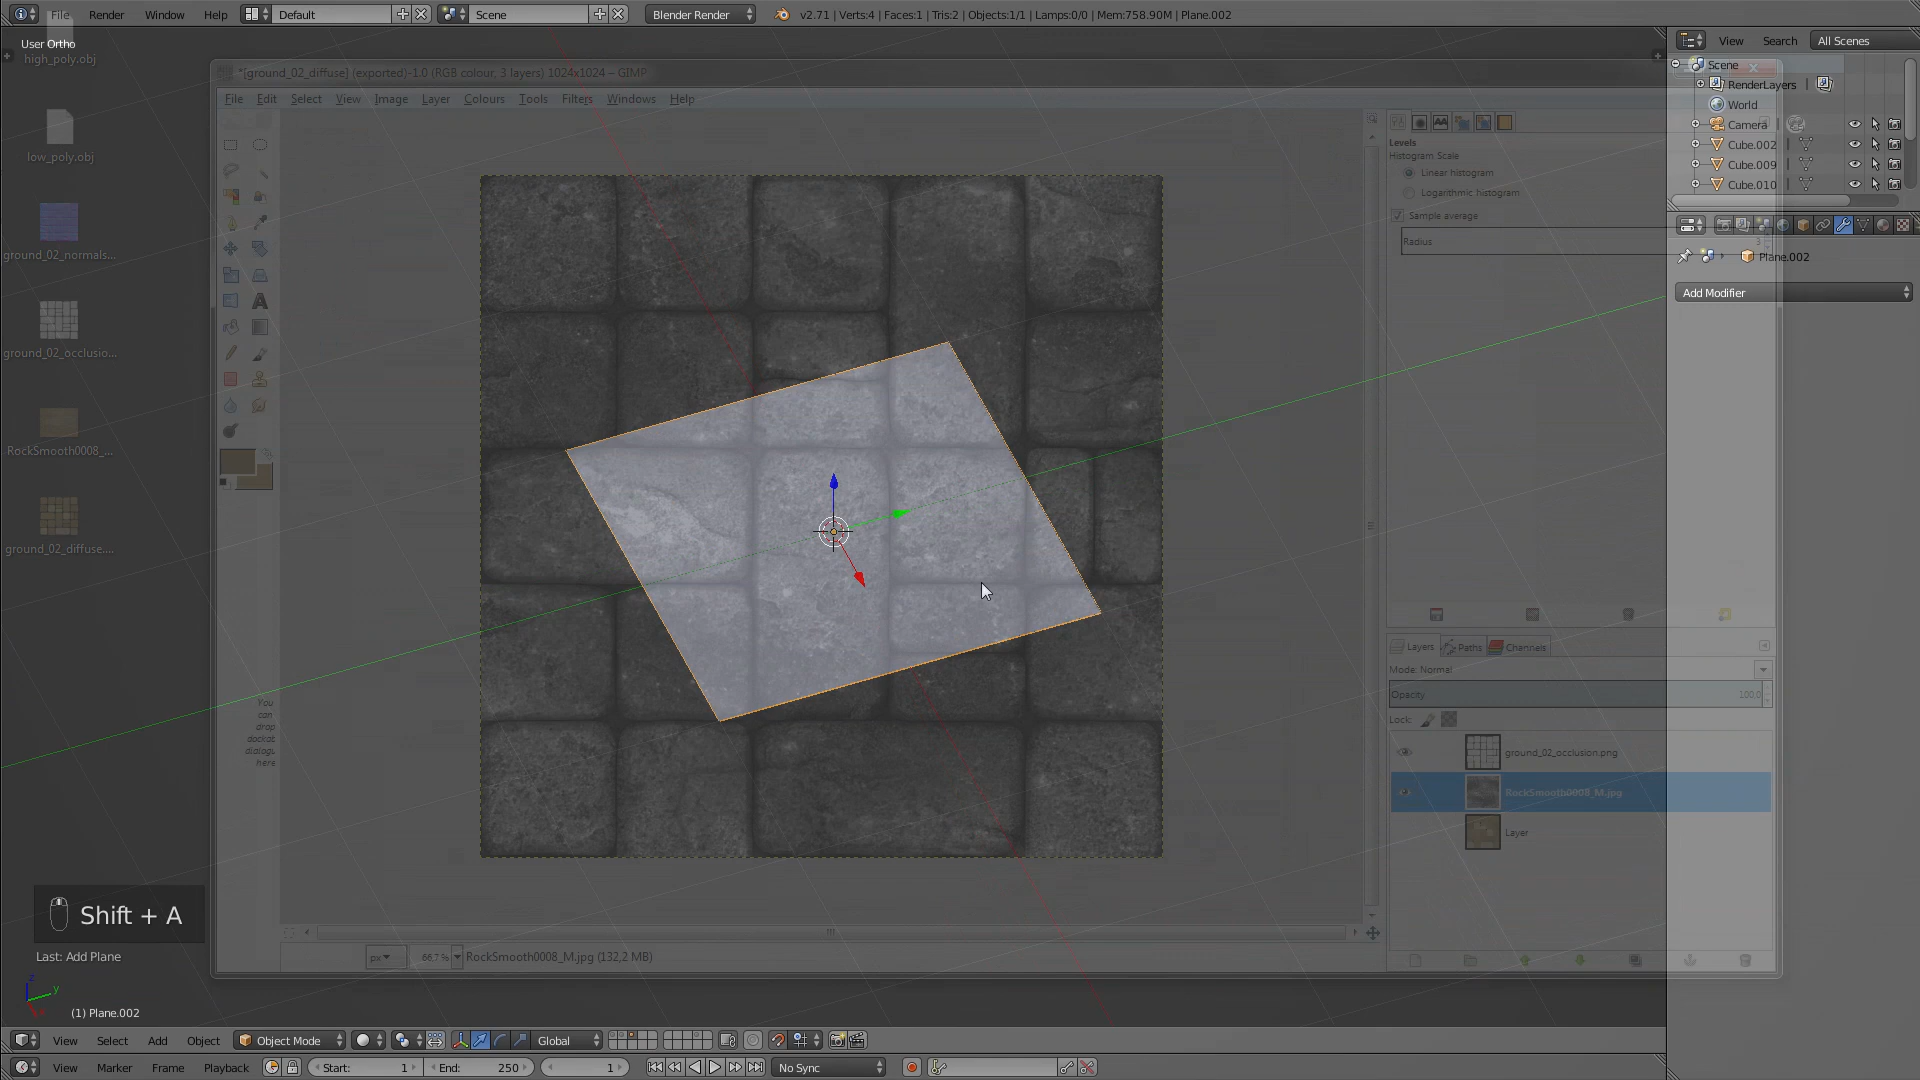 File Render Window Help Default Scene Blender Render v2.71 | Verts:4 | Faces:1 | Tris:2 | Objects:1/1 | Lamps:0/0 | Mem:758.90M | Plane.002
View Search All Scenes
User Ortho
high_poly.obj
*[ground_02_diffuse] (exported)-1.0 (RGB colour, 3 layers) 1024x1024 – GIMP
File Edit Select View Image Layer Colours Tools Filters Windows Help
Scene
RenderLayers |
World
Camera |
Cube.002 |
Cube.009 |
Cube.010 |
Levels
Histogram Scale
Linear histogram
Logarithmic histogram
Sample average
Radius 3
low_poly.obj
ground_02_normals...
ground_02_occlusio...
RockSmooth0008_...
ground_02_diffuse....
Plane.002
Add Modifier
You
can
drop
dockable
dialogues
here
Layers Paths Channels
Mode: Normal
Opacity 100,0
Lock:
ground_02_occlusion.png
RockSmooth0008_M.jpg
Layer
Shift + A
Last: Add Plane
px 66,7 % RockSmooth0008_M.jpg (132,2 MB)
z
y
(1) Plane.002
View Select Add Object Object Mode Global
View Marker Frame Playback Start: 1 End: 250 1 No Sync